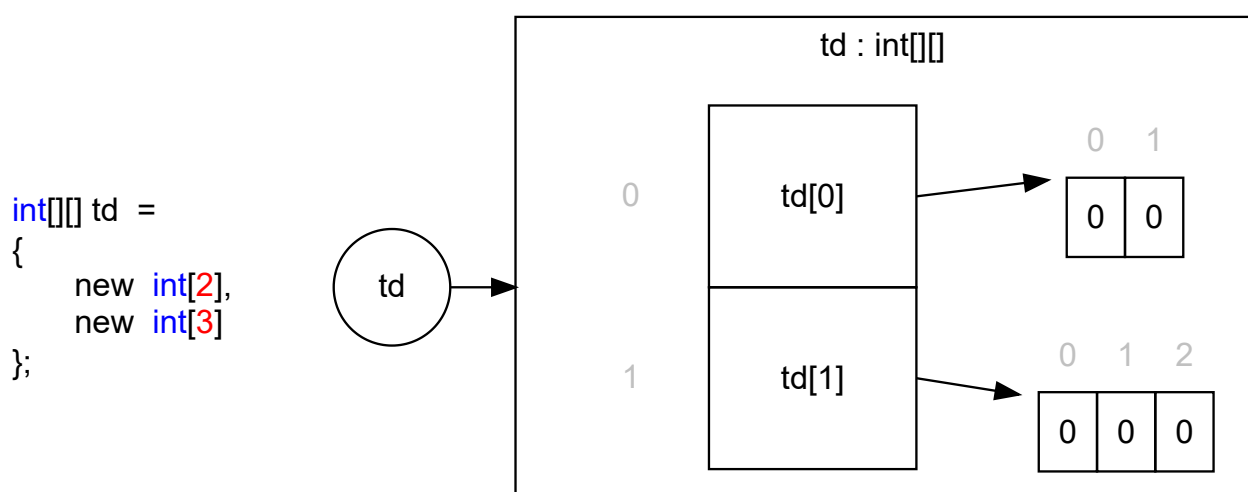 td : int[][]
0 1
0 td[0]
0 0
int[][] td =
{
new int[2],
td
new int[3]
};
0 1 2
1 td[1]
0 0 0